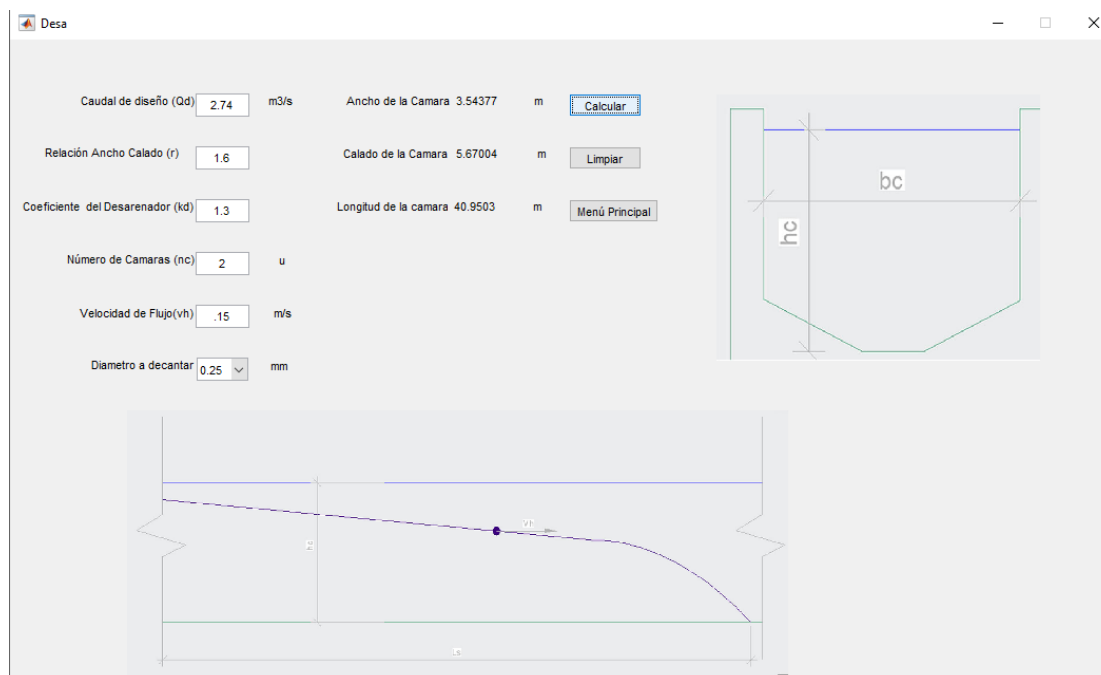 Desa
Caudal de diseño (Qd) 2.74 m3/s Ancho de la Camara 3.54377 m Calcular
Relación Ancho Calado (r) 1.6 Calado de la Camara 5.67004 m Limpiar
Coeficiente del Desarenador (kd) 1.3 Longitud de la camara 40.9503 m Menú Principal
Número de Camaras (nc) 2 u
Velocidad de Flujo(vh) .15 m/s
Diametro a decantar 0.25 mm
bc
hc
Vh